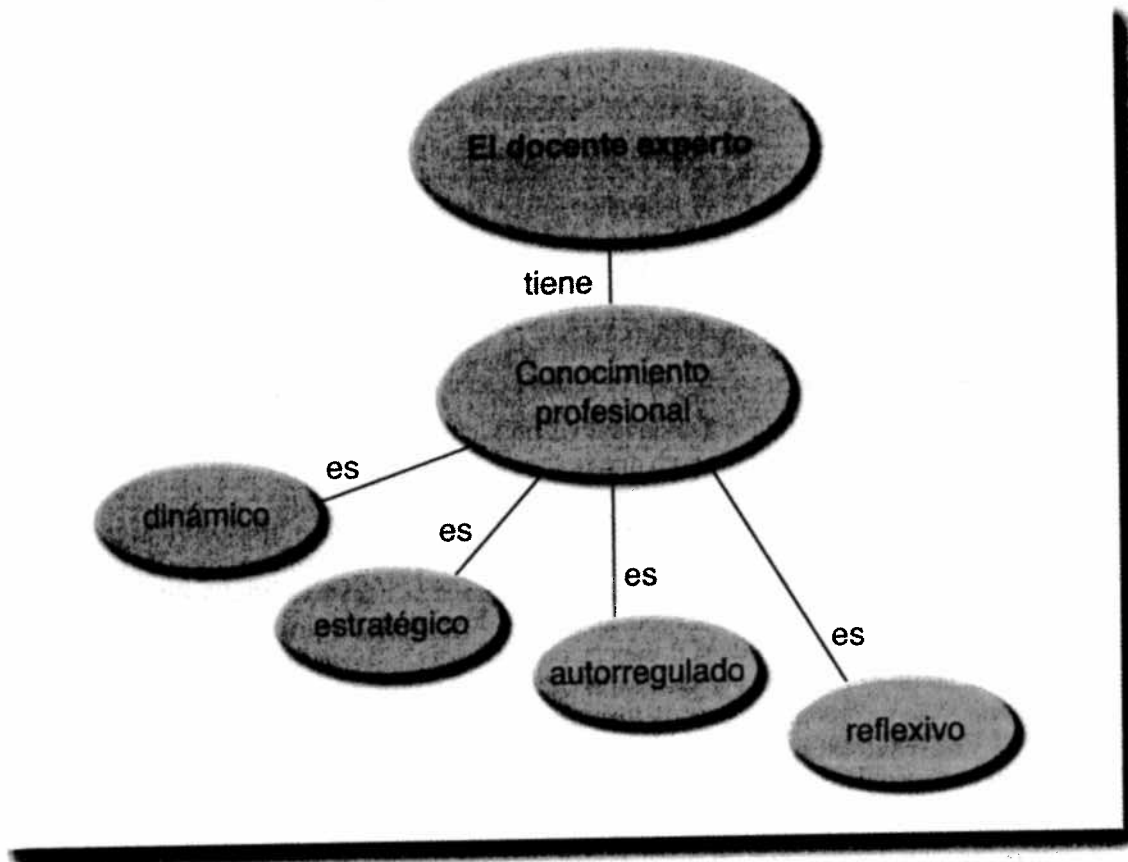 El docente experto
tiene
Conocimiento
profesional
es
dinámico
es
estratégico
es
autorregulado
es
reflexivo